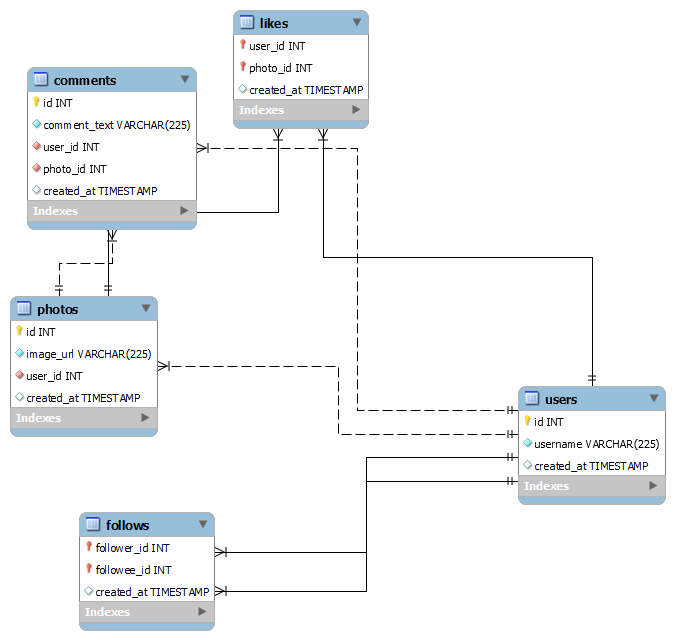 likes
user_id INT
photo_id INT
created_at TIMESTAMP
Indexes
comments
id INT
comment_text VARCHAR(225)
user_id INT
photo_id INT
created_at TIMESTAMP
Indexes
photos
id INT
image_url VARCHAR(225)
user_id INT
created_at TIMESTAMP
Indexes
users
id INT
username VARCHAR(225)
created_at TIMESTAMP
Indexes
follows
follower_id INT
followee_id INT
created_at TIMESTAMP
Indexes